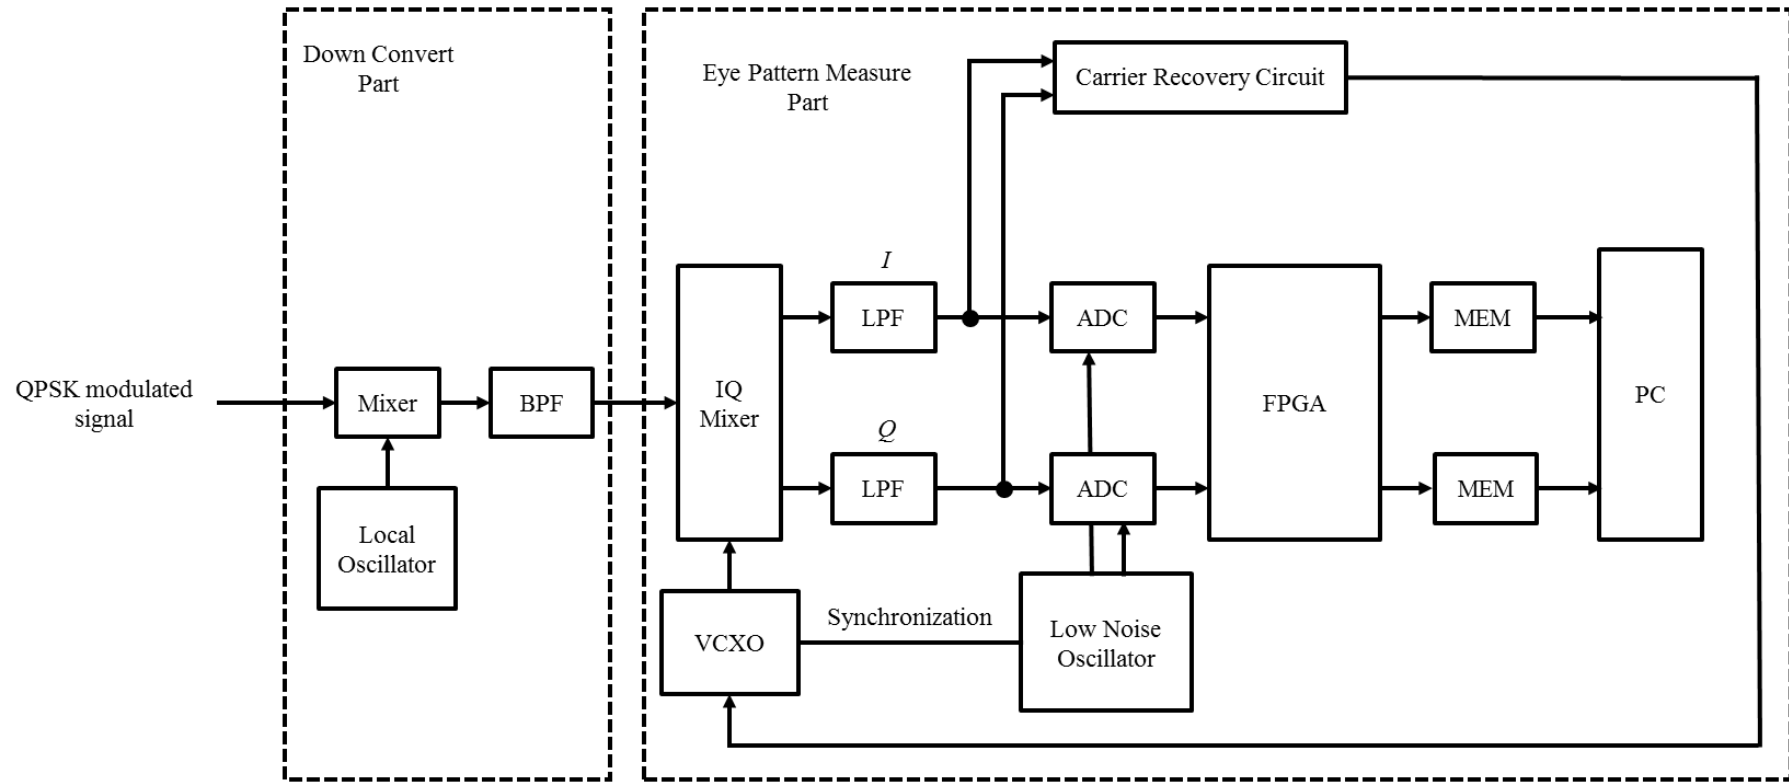 Down Convert
Part
Eye Pattern Measure
Part
Carrier Recovery Circuit
I
LPF
ADC
MEM
QPSK modulated
signal
Mixer
BPF
IQ
Mixer
FPGA
PC
Q
LPF
ADC
MEM
Local
Oscillator
VCXO
Synchronization
Low Noise
Oscillator